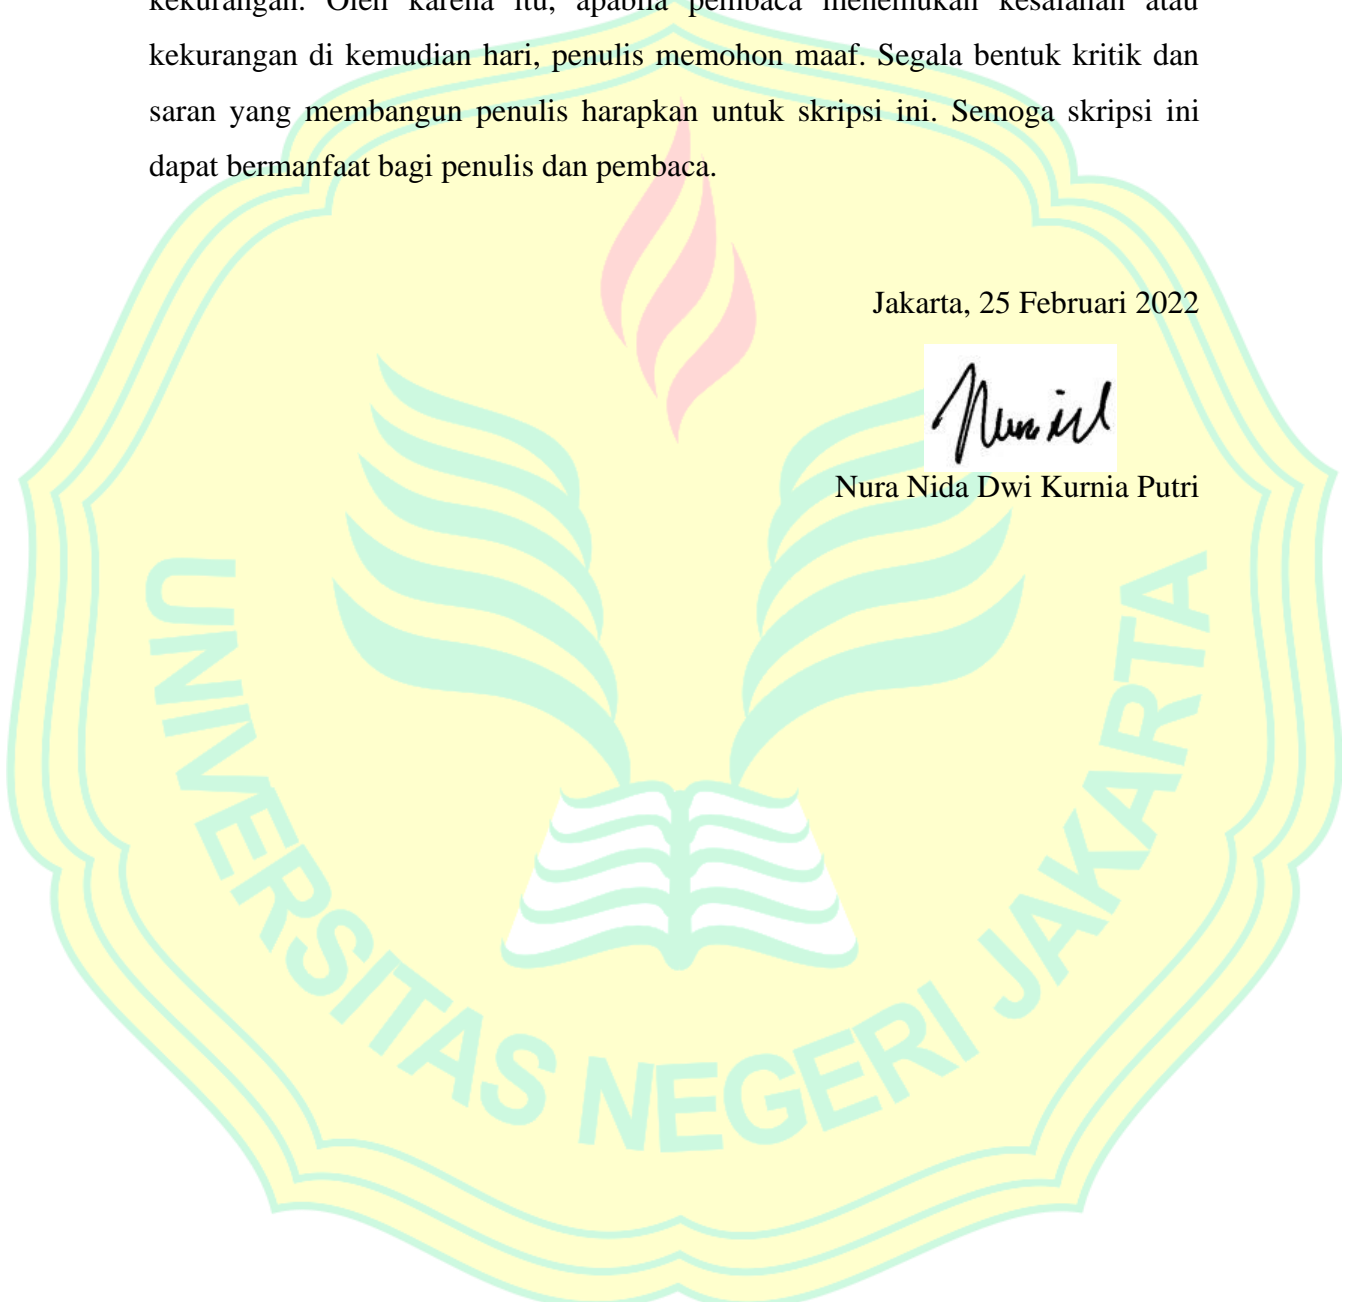 kekurangan. Oleh karena itu, apabila pembaca menemukan kesalahan atau
kekurangan di kemudian hari, penulis memohon maaf. Segala bentuk kritik dan
saran yang membangun penulis harapkan untuk skripsi ini. Semoga skripsi ini
dapat bermanfaat bagi penulis dan pembaca.
Jakarta, 25 Februari 2022
Nura Nida Dwi Kurnia Putri
UNIVERSITAS NEGERI JAKARTA